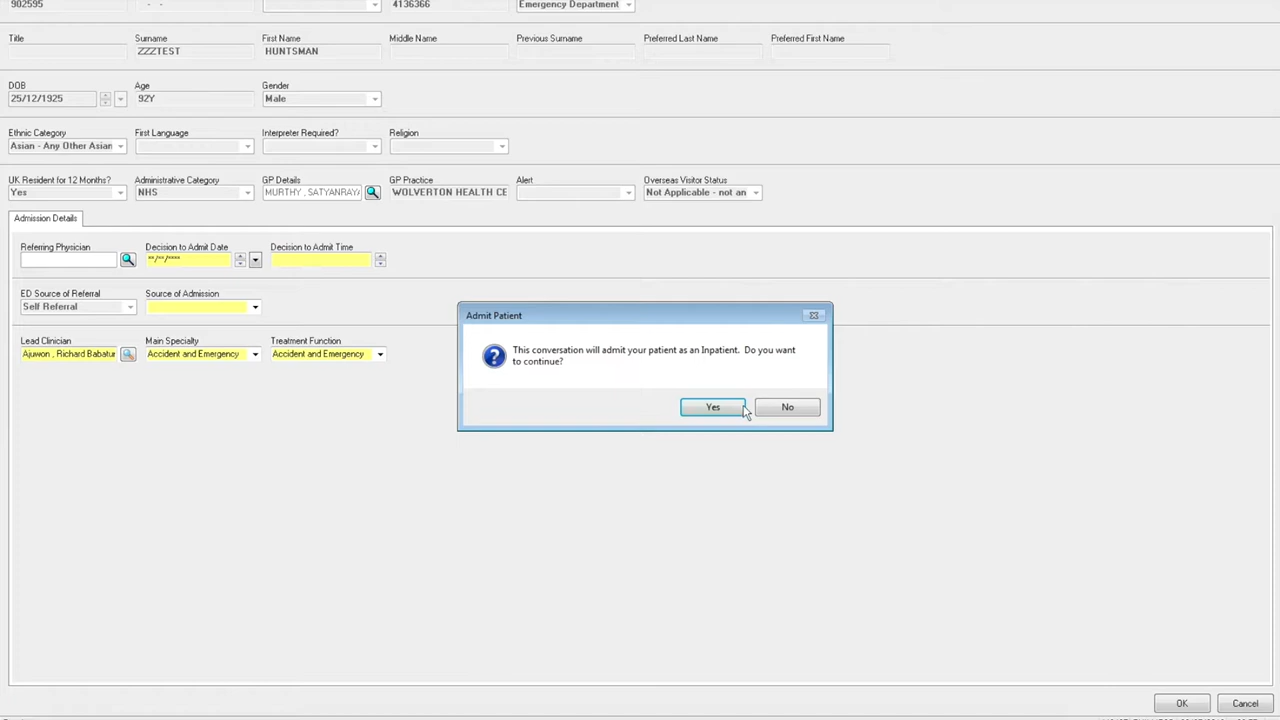 902595 - - 4136366 Emergency Department
Title Surname First Name Middle Name Previous Surname Preferred Last Name Preferred First Name
ZZZTEST HUNTSMAN
DOB Age Gender
25/12/1925 92Y Male
Ethnic Category First Language Interpreter Required? Religion
Asian - Any Other Asian
UK Resident for 12 Months? Administrative Category GP Details GP Practice Alert Overseas Visitor Status
Yes NHS MURTHY , SATYANRAYA WOLVERTON HEALTH CE Not Applicable - not an
Admission Details
Referring Physician Decision to Admit Date Decision to Admit Time
**/**/****
ED Source of Referral Source of Admission
Self Referral
Lead Clinician Main Specialty Treatment Function
Ajuwon , Richard Babatur Accident and Emergency Accident and Emergency
Admit Patient
This conversation will admit your patient as an Inpatient. Do you want
to continue?
Yes No
OK Cancel